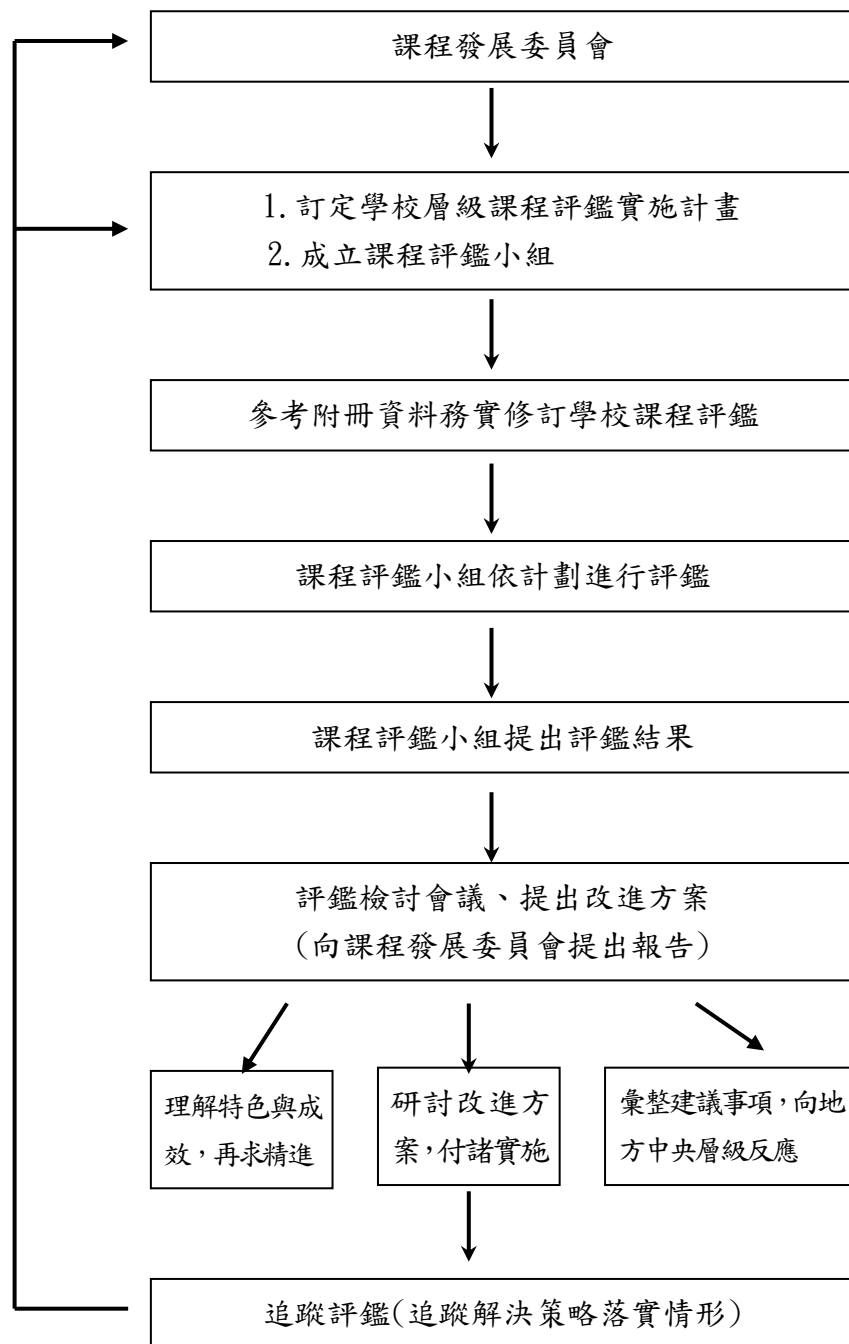 課程發展委員會
1.訂定學校層級課程評鑑實施計畫
2.成立課程評鑑小組
參考附冊資料務實修訂學校課程評鑑
課程評鑑小組依計劃進行評鑑
課程評鑑小組提出評鑑結果
評鑑檢討會議、提出改進方案
(向課程發展委員會提出報告)
理解特色與成
效，再求精進
研討改進方
案，付諸實施
彙整建議事項，向地
方中央層級反應
追蹤評鑑(追蹤解決策略落實情形)